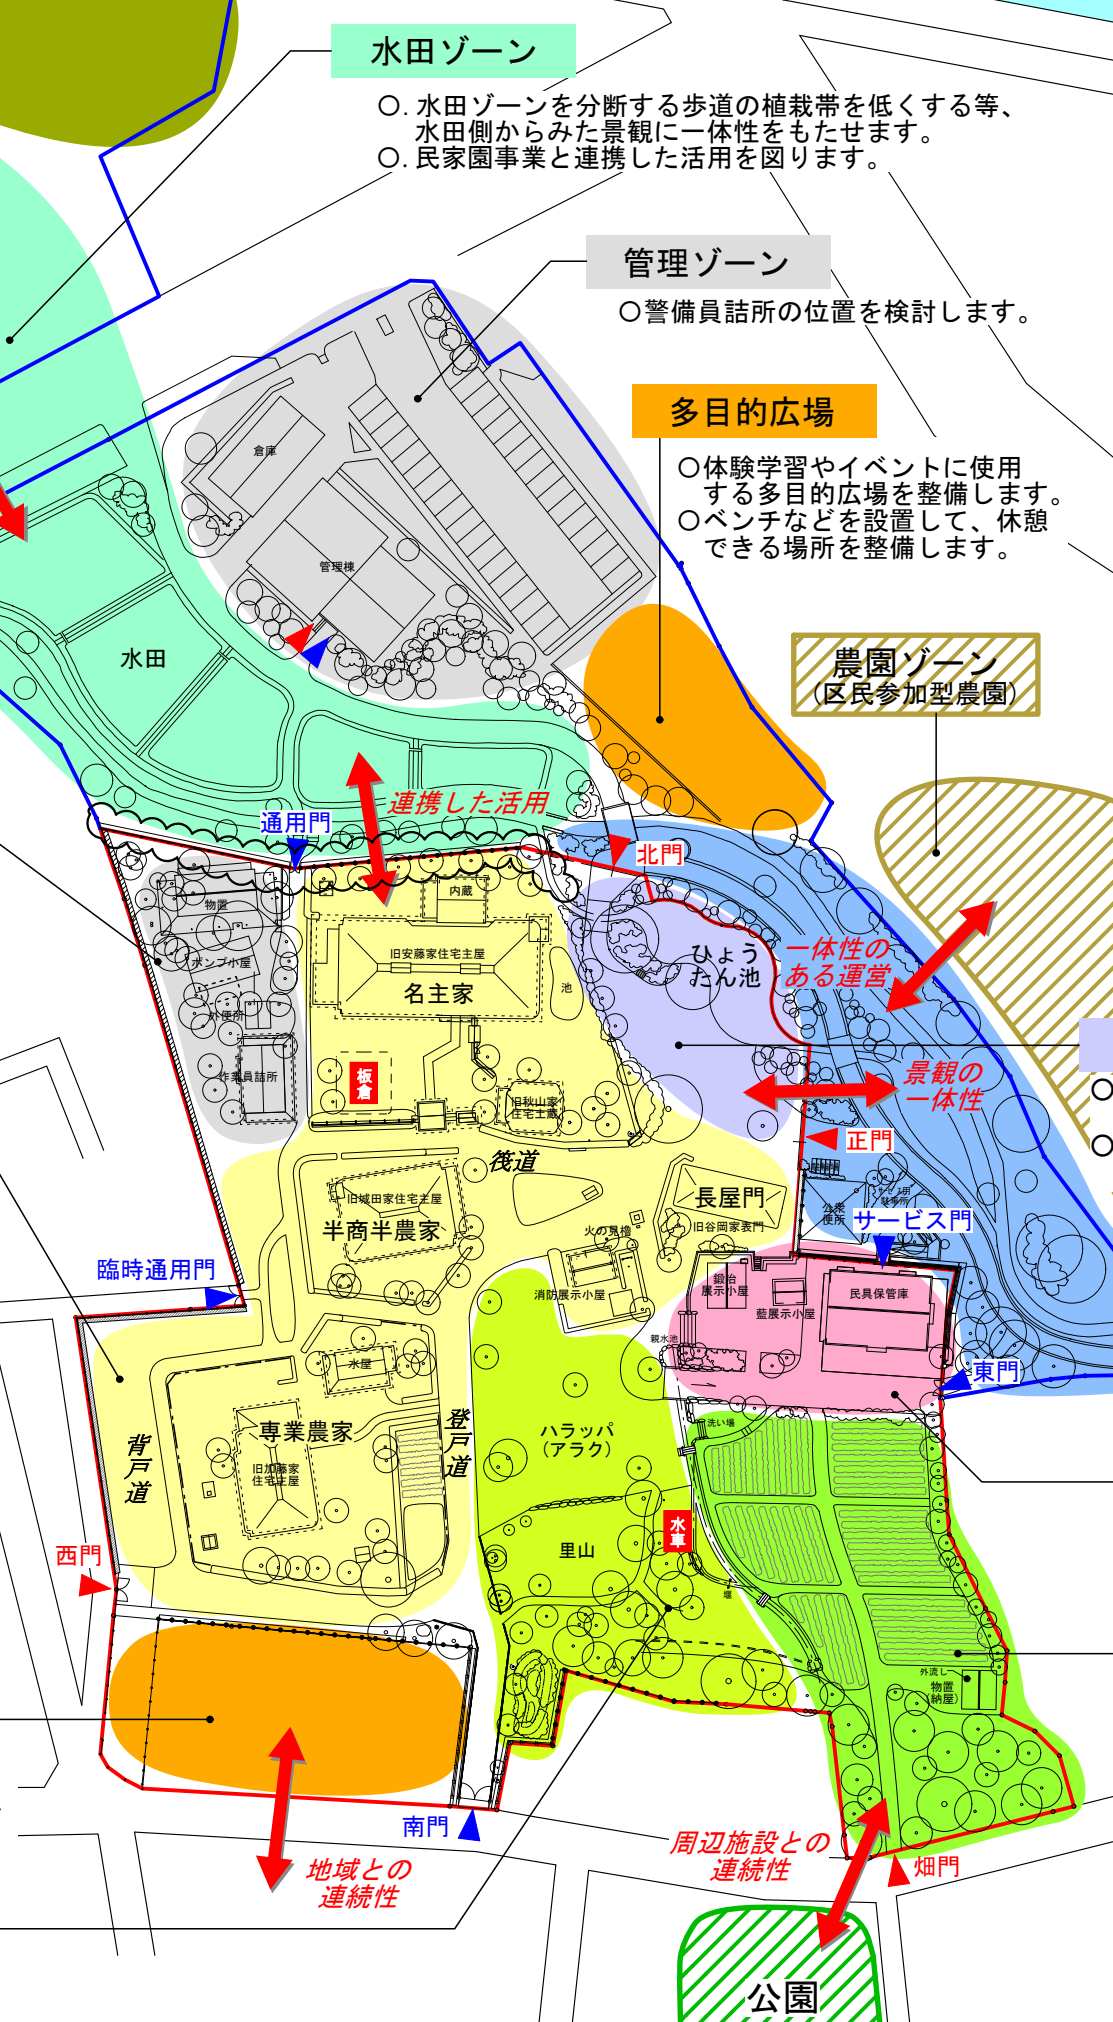 水田ゾーン
○. 水田ゾーンを分断する歩道の植栽帯を低くする等、
水田側からみた景観に一体性をもたせます。
○. 民家園事業と連携した活用を図ります。
管理ゾーン
○警備員詰所の位置を検討します。
多目的広場
○体験学習やイベントに使用
する多目的広場を整備します。
○ベンチなどを設置して、休憩
できる場所を整備します。
倉庫
管理棟
水田
農園ゾーン
(区民参加型農園)
連携した活用
通用門
北門
物置
ポンプ小屋
外便所
作業員詰所
内蔵
旧安藤家住宅主屋
名主家
池
ひょう
たん池
一体性の
ある運営
板倉
旧秋山家
住宅土蔵
景観の
一体性
○
○
正門
筏道
旧城田家住宅主屋
半商半農家
長屋門
旧谷岡家表門
火の見櫓
公衆
便所
サービス用
駐車所
サービス門
臨時通用門
消防展示小屋
鍛冶
展示小屋
藍展示小屋
民具保管庫
親水池
水屋
東門
専業農家
旧加藤家
住宅主屋
背戸道
登戸道
ハラッパ
(アラク)
洗い場
水車
里山
堰
西門
外流し
物置
(納屋)
南門
地域との
連続性
周辺施設との
連続性
畑門
公園